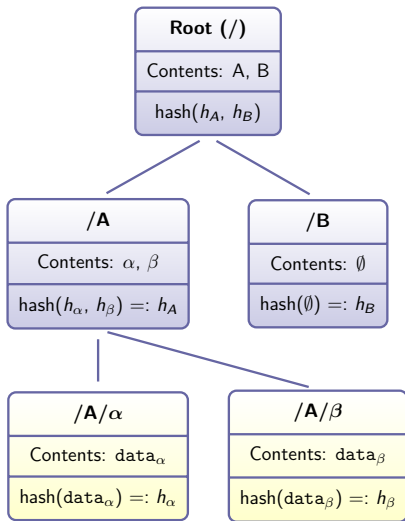 Root (/)
Contents: A, B
hash(h_A, h_B)
/A
Contents: α, β
hash(h_α, h_β) =: h_A
/B
Contents: ∅
hash(∅) =: h_B
/A/α
Contents: data_α
hash(data_α) =: h_α
/A/β
Contents: data_β
hash(data_β) =: h_β